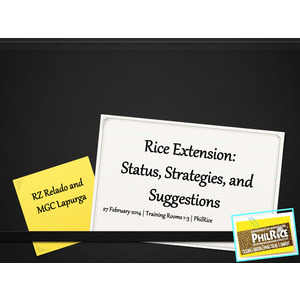 RZ Relado and
MGC Lapurga
Rice Extension:
Status, Strategies, and
Suggestions
27 February 2014 | Training Rooms 1-3 | PhilRice
PHILRICE